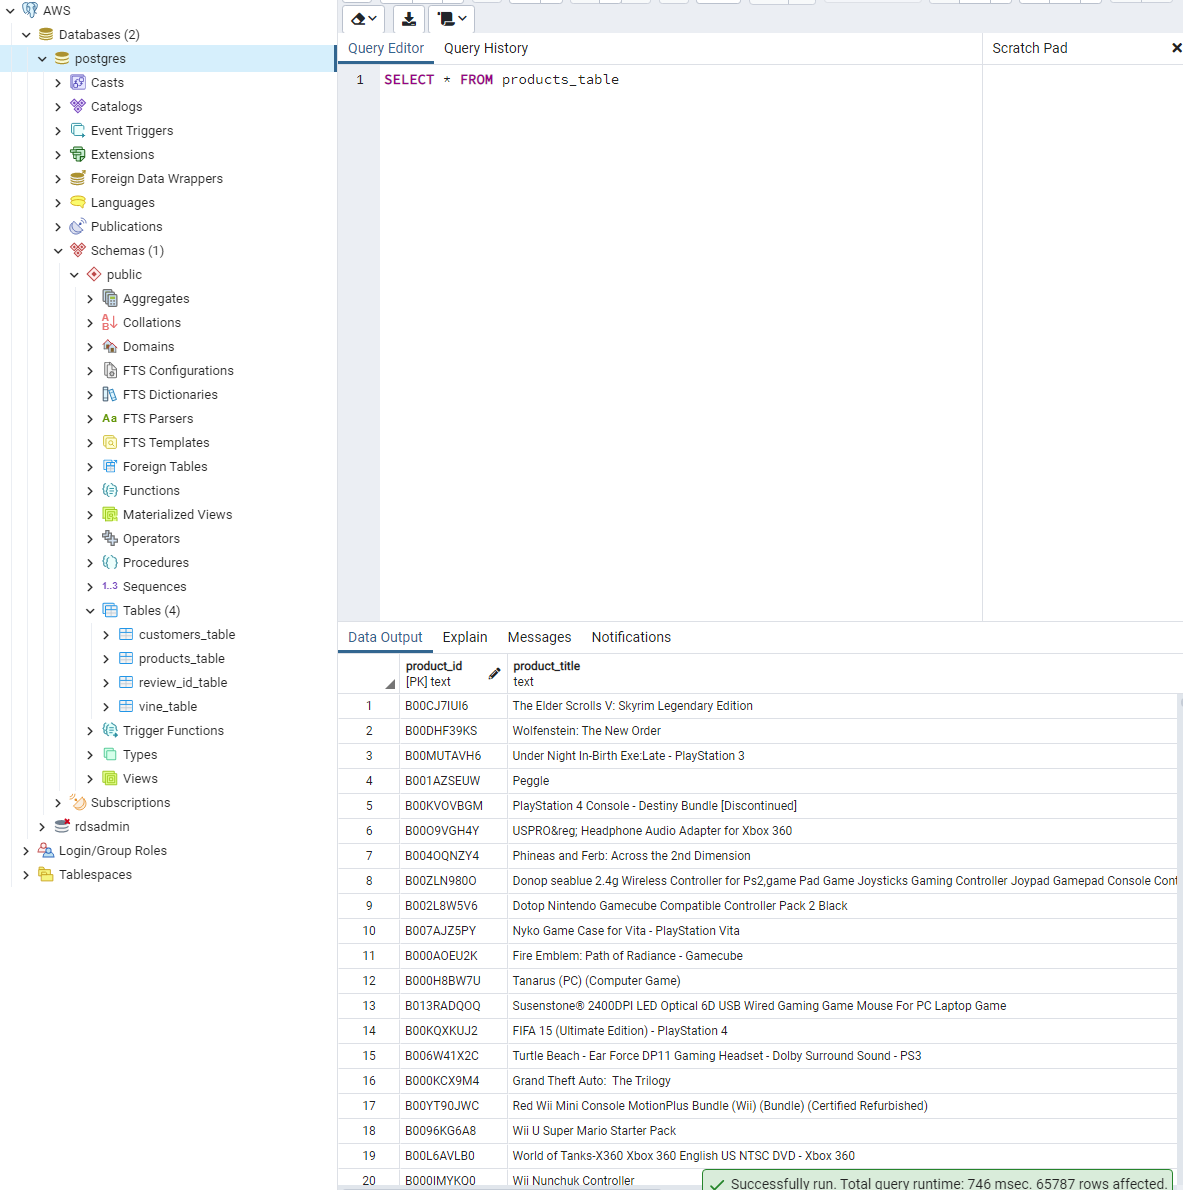 AWS
Databases (2)
postgres
Casts
Catalogs
Event Triggers
Extensions
Foreign Data Wrappers
Languages
Publications
Schemas (1)
public
Aggregates
Collations
Domains
FTS Configurations
FTS Dictionaries
Aa FTS Parsers
FTS Templates
Foreign Tables
Functions
Materialized Views
Operators
Procedures
1..3 Sequences
Tables (4)
customers_table
products_table
review_id_table
vine_table
Trigger Functions
Types
Views
Subscriptions
rdsadmin
Login/Group Roles
Tablespaces
Query Editor Query History
Scratch Pad
1 SELECT * FROM products_table
Data Output Explain Messages Notifications
product_id product_title
[PK] text text
1 B00CJ7IUI6 The Elder Scrolls V: Skyrim Legendary Edition
2 B00DHF39KS Wolfenstein: The New Order
3 B00MUTAVH6 Under Night In-Birth Exe:Late - PlayStation 3
4 B001AZSEUW Peggle
5 B00KVOVBGM PlayStation 4 Console - Destiny Bundle [Discontinued]
6 B00O9VGH4Y USPRO&reg; Headphone Audio Adapter for Xbox 360
7 B004OQNZY4 Phineas and Ferb: Across the 2nd Dimension
8 B00ZLN980O Donop seablue 2.4g Wireless Controller for Ps2,game Pad Game Joysticks Gaming Controller Joypad Gamepad Console Cont
9 B002L8W5V6 Dotop Nintendo Gamecube Compatible Controller Pack 2 Black
10 B007AJZ5PY Nyko Game Case for Vita - PlayStation Vita
11 B000AOEU2K Fire Emblem: Path of Radiance - Gamecube
12 B000H8BW7U Tanarus (PC) (Computer Game)
13 B013RADQOQ Susenstone® 2400DPI LED Optical 6D USB Wired Gaming Game Mouse For PC Laptop Game
14 B00KQXKUJ2 FIFA 15 (Ultimate Edition) - PlayStation 4
15 B006W41X2C Turtle Beach - Ear Force DP11 Gaming Headset - Dolby Surround Sound - PS3
16 B000KCX9M4 Grand Theft Auto:  The Trilogy
17 B00YT90JWC Red Wii Mini Console MotionPlus Bundle (Wii) (Bundle) (Certified Refurbished)
18 B0096KG6A8 Wii U Super Mario Starter Pack
19 B00L6AVLB0 World of Tanks-X360 Xbox 360 English US NTSC DVD - Xbox 360
20 B000IMYKQ0 Wii Nunchuk Controller
Successfully run. Total query runtime: 746 msec. 65787 rows affected.